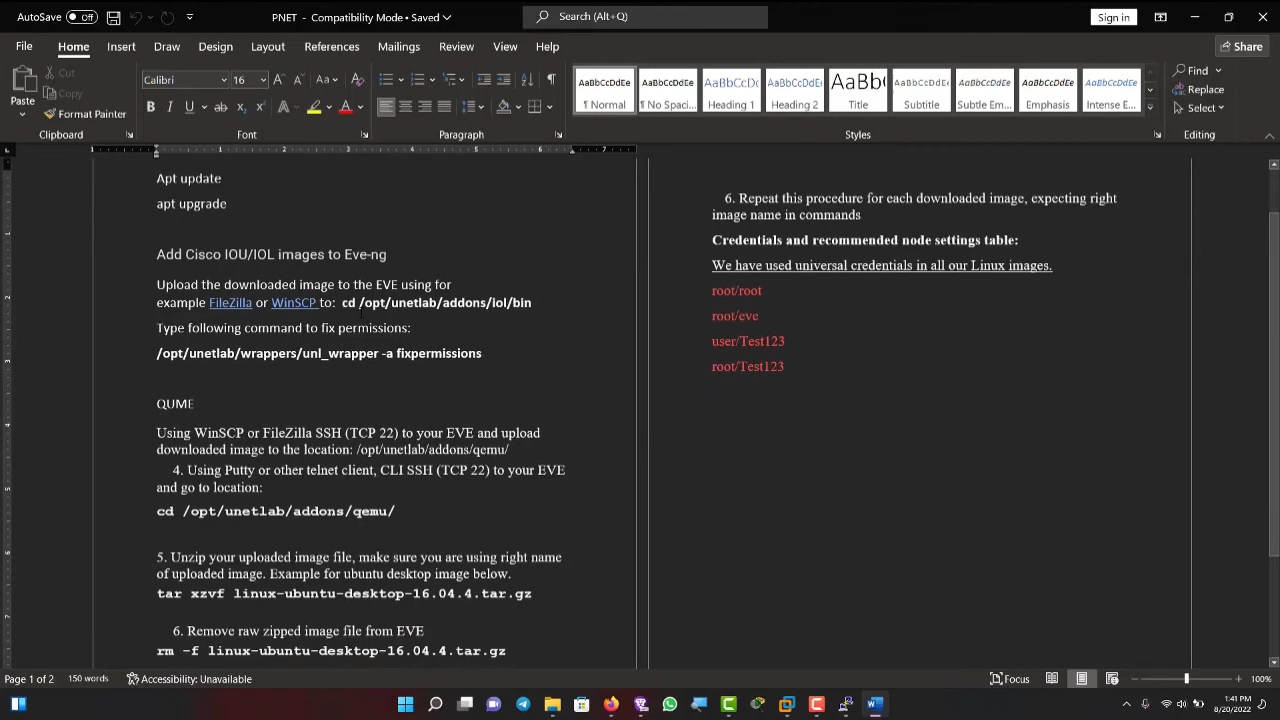 AutoSave Off PNET - Compatibility Mode • Saved Search (Alt+Q) Sign in
File Home Insert Draw Design Layout References Mailings Review View Help Share
Paste Cut Copy Format Painter
Calibri 16
AaBbCcDdEe AaBbCcDdEe AaBbCcD AaBbCcD AaBb( AaBbCcDd AaBbCcDdEe AaBbCcDdEe AaBbCcDdEe
¶ Normal ¶ No Spaci... Heading 1 Heading 2 Title Subtitle Subtle Em... Emphasis Intense E...
Find
Replace
Select
Clipboard Font Paragraph Styles Editing
Apt update
apt upgrade
Add Cisco IOU/IOL images to Eve-ng
Upload the downloaded image to the EVE using for
example FileZilla or WinSCP to: cd /opt/unetlab/addons/iol/bin
Type following command to fix permissions:
/opt/unetlab/wrappers/unl_wrapper -a fixpermissions
QUME
Using WinSCP or FileZilla SSH (TCP 22) to your EVE and upload
downloaded image to the location: /opt/unetlab/addons/qemu/
4. Using Putty or other telnet client, CLI SSH (TCP 22) to your EVE
and go to location:
cd /opt/unetlab/addons/qemu/
5. Unzip your uploaded image file, make sure you are using right name
of uploaded image. Example for ubuntu desktop image below.
tar xzvf linux-ubuntu-desktop-16.04.4.tar.gz
6. Remove raw zipped image file from EVE
rm -f linux-ubuntu-desktop-16.04.4.tar.gz
6. Repeat this procedure for each downloaded image, expecting right
image name in commands
Credentials and recommended node settings table:
We have used universal credentials in all our Linux images.
root/root
root/eve
user/Test123
root/Test123
Page 1 of 2 150 words Accessibility: Unavailable Focus 100%
1:41 PM
8/20/2022